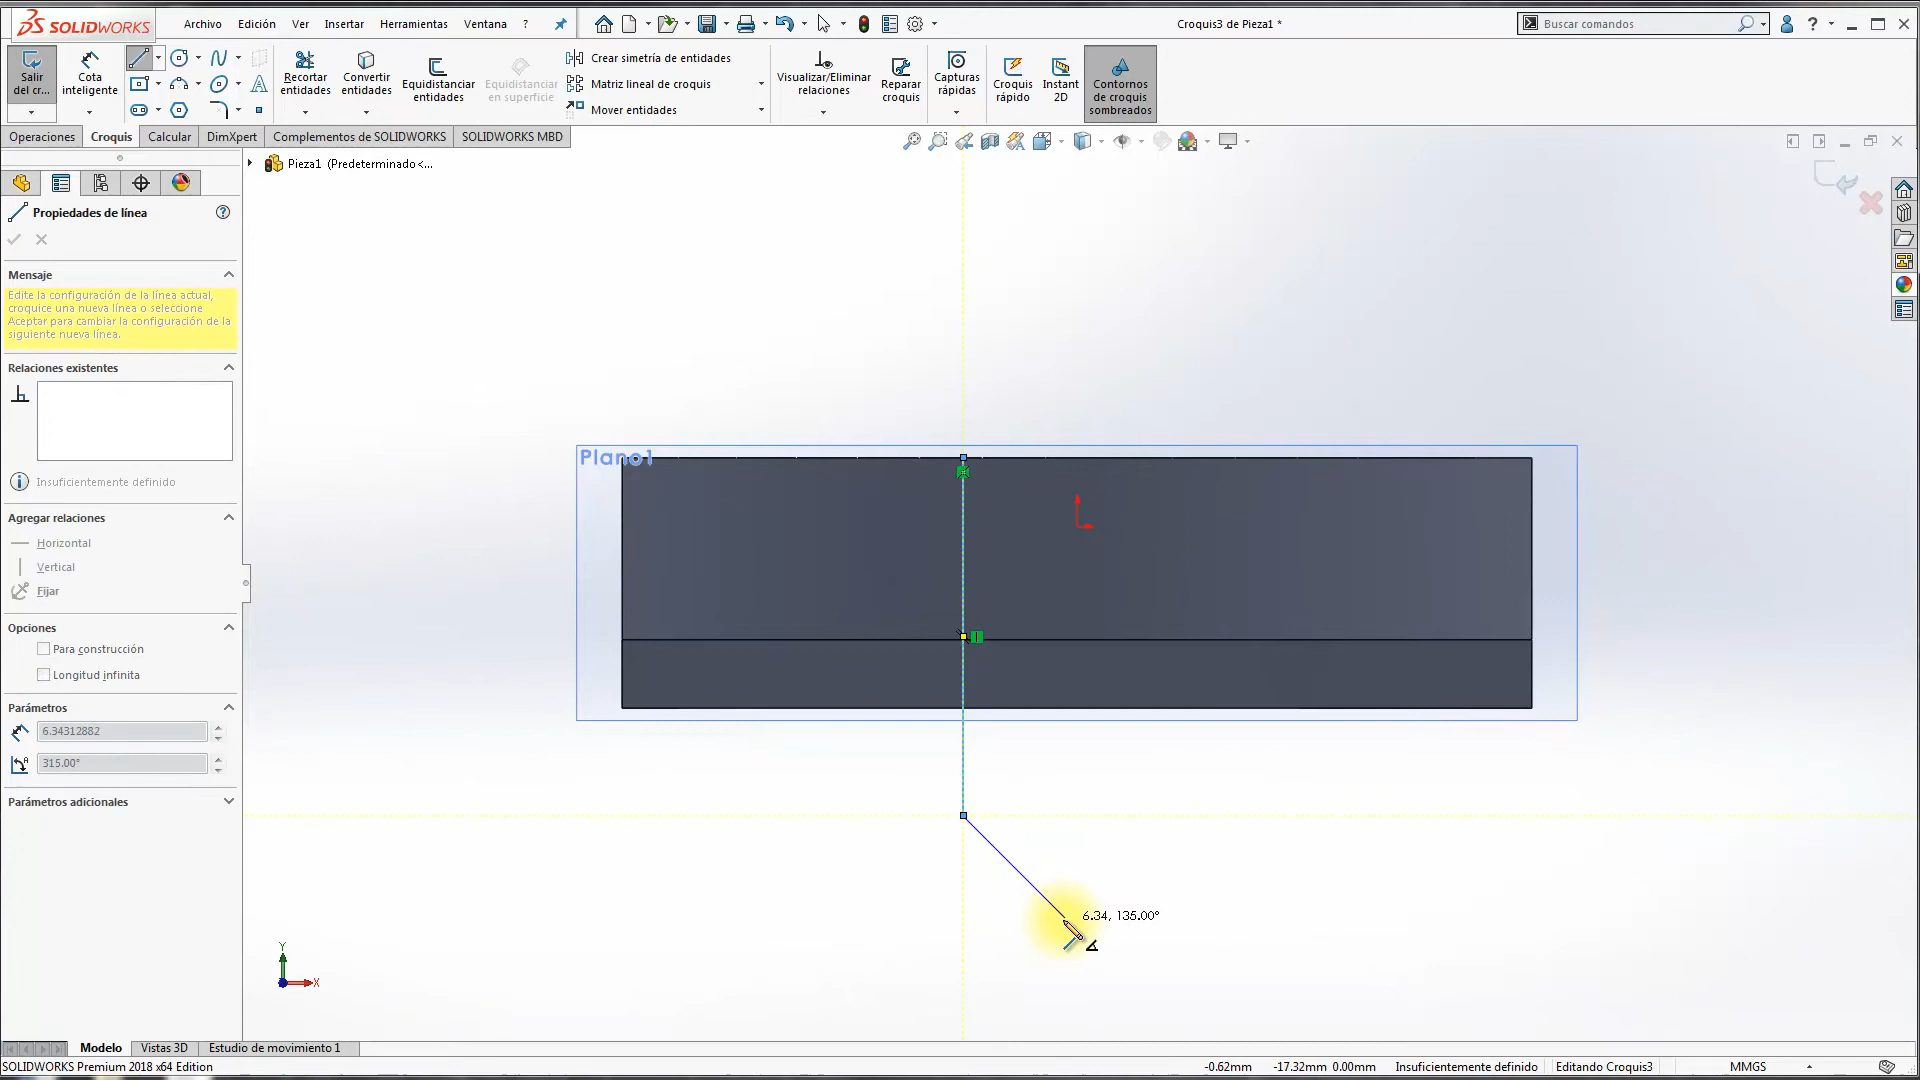 SOLIDWORKS
Archivo Edición Ver Insertar Herramientas Ventana ?
Croquis3 de Pieza1 *
Buscar comandos
?
Salir del cr...
Cota inteligente
Recortar entidades
Convertir entidades
Equidistanciar entidades
Equidistanciar en superficie
Crear simetría de entidades
Matriz lineal de croquis
Mover entidades
Visualizar/Eliminar relaciones
Reparar croquis
Capturas rápidas
Croquis rápido
Instant 2D
Contornos de croquis sombreados
Operaciones Croquis Calcular DimXpert Complementos de SOLIDWORKS SOLIDWORKS MBD
Pieza1 (Predeterminado<...
Propiedades de línea
?
Mensaje
Edite la configuración de la línea actual,
croquice una nueva línea o seleccione
Aceptar para cambiar la configuración de la
siguiente nueva línea.
Relaciones existentes
Insuficientemente definido
Agregar relaciones
Horizontal
Vertical
Fijar
Opciones
Para construcción
Longitud infinita
Parámetros
6.34312882
315.00°
Parámetros adicionales
Plano1
6.34, 135.00°
Y
X
Modelo Vistas 3D Estudio de movimiento 1
SOLIDWORKS Premium 2018 x64 Edition
-0.62mm -17.32mm 0.00mm Insuficientemente definido Editando Croquis3 MMGS